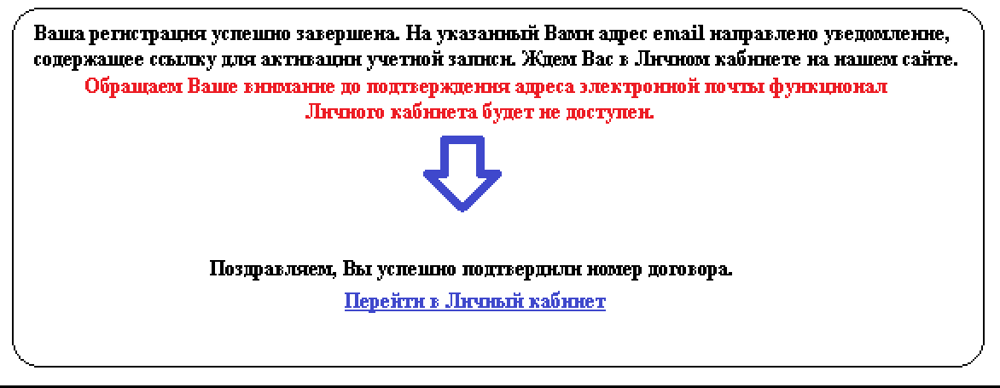 Ваша регистрация успешно завершена. На указанный Вами адрес email направлено уведомление,
содержащее ссылку для активации учетной записи. Ждем Вас в Личном кабинете на нашем сайте.
Обращаем Ваше внимание до подтверждения адреса электронной почты функционал
Личного кабинета будет не доступен.
Поздравляем, Вы успешно подтвердили номер договора.
Перейти в Личный кабинет